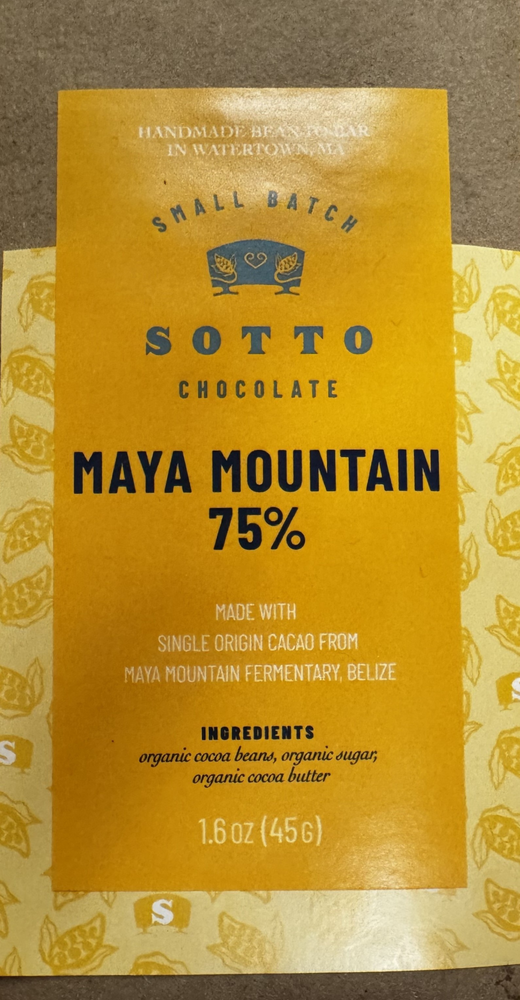 HANDMADE BEAN-TO-BAR
IN WATERTOWN, MA
SMALL BATCH
SOTTO
CHOCOLATE
MAYA MOUNTAIN
75%
MADE WITH
SINGLE ORIGIN CACAO FROM
MAYA MOUNTAIN FERMENTARY, BELIZE
INGREDIENTS
organic cocoa beans, organic sugar,
organic cocoa butter
1.6 OZ (45G)
S
S
S